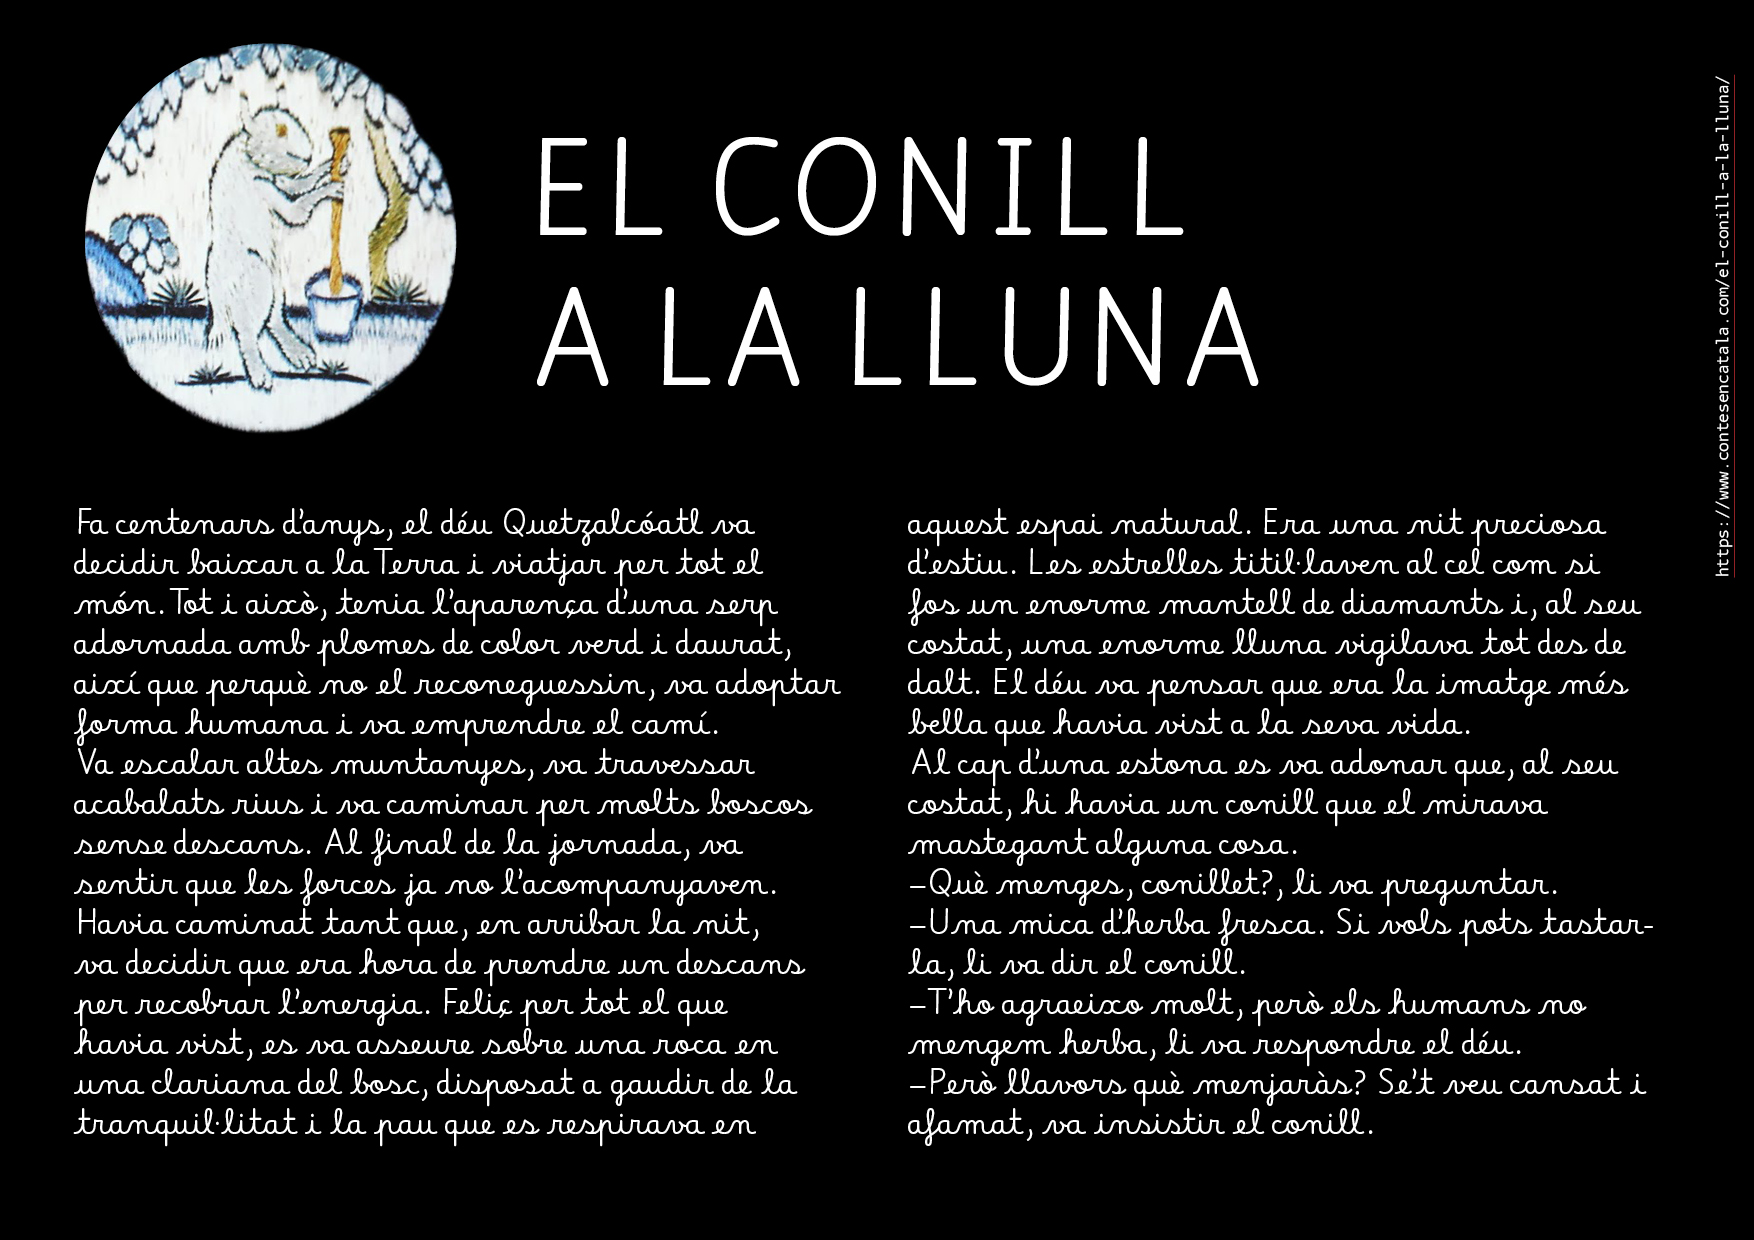 EL CONILL
A LA LLUNA
Fa centenars d'anys, el déu Quetzalcóatl va
decidir baixar a la Terra i viatjar per tot el
món. Tot i això, tenia l'aparença d'una serp
adornada amb plomes de color verd i daurat,
així que perquè no el reconeguessin, va adoptar
forma humana i va emprendre el camí.
Va escalar altes muntanyes, va travessar
acabalats rius i va caminar per molts boscos
sense descans. Al final de la jornada, va
sentir que les forces ja no l'acompanyaven.
Havia caminat tant que, en arribar la nit,
va decidir que era hora de prendre un descans
per recobrar l'energia. Feliç per tot el que
havia vist, es va asseure sobre una roca en
una clariana del bosc, disposat a gaudir de la
tranquil·litat i la pau que es respirava en
aquest espai natural. Era una nit preciosa
d'estiu. Les estrelles titil·laven al cel com si
fos un enorme mantell de diamants i, al seu
costat, una enorme lluna vigilava tot des de
dalt. El déu va pensar que era la imatge més
bella que havia vist a la seva vida.
Al cap d'una estona es va adonar que, al seu
costat, hi havia un conill que el mirava
mastegant alguna cosa.
–Què menges, conillet?, li va preguntar.
–Una mica d'herba fresca. Si vols pots tastar-
la, li va dir el conill.
–T'ho agraeixo molt, però els humans no
mengem herba, li va respondre el déu.
–Però llavors què menjaràs? Se't veu cansat i
afamat, va insistir el conill.
https://www.contesencatala.com/el-conill-a-la-lluna/